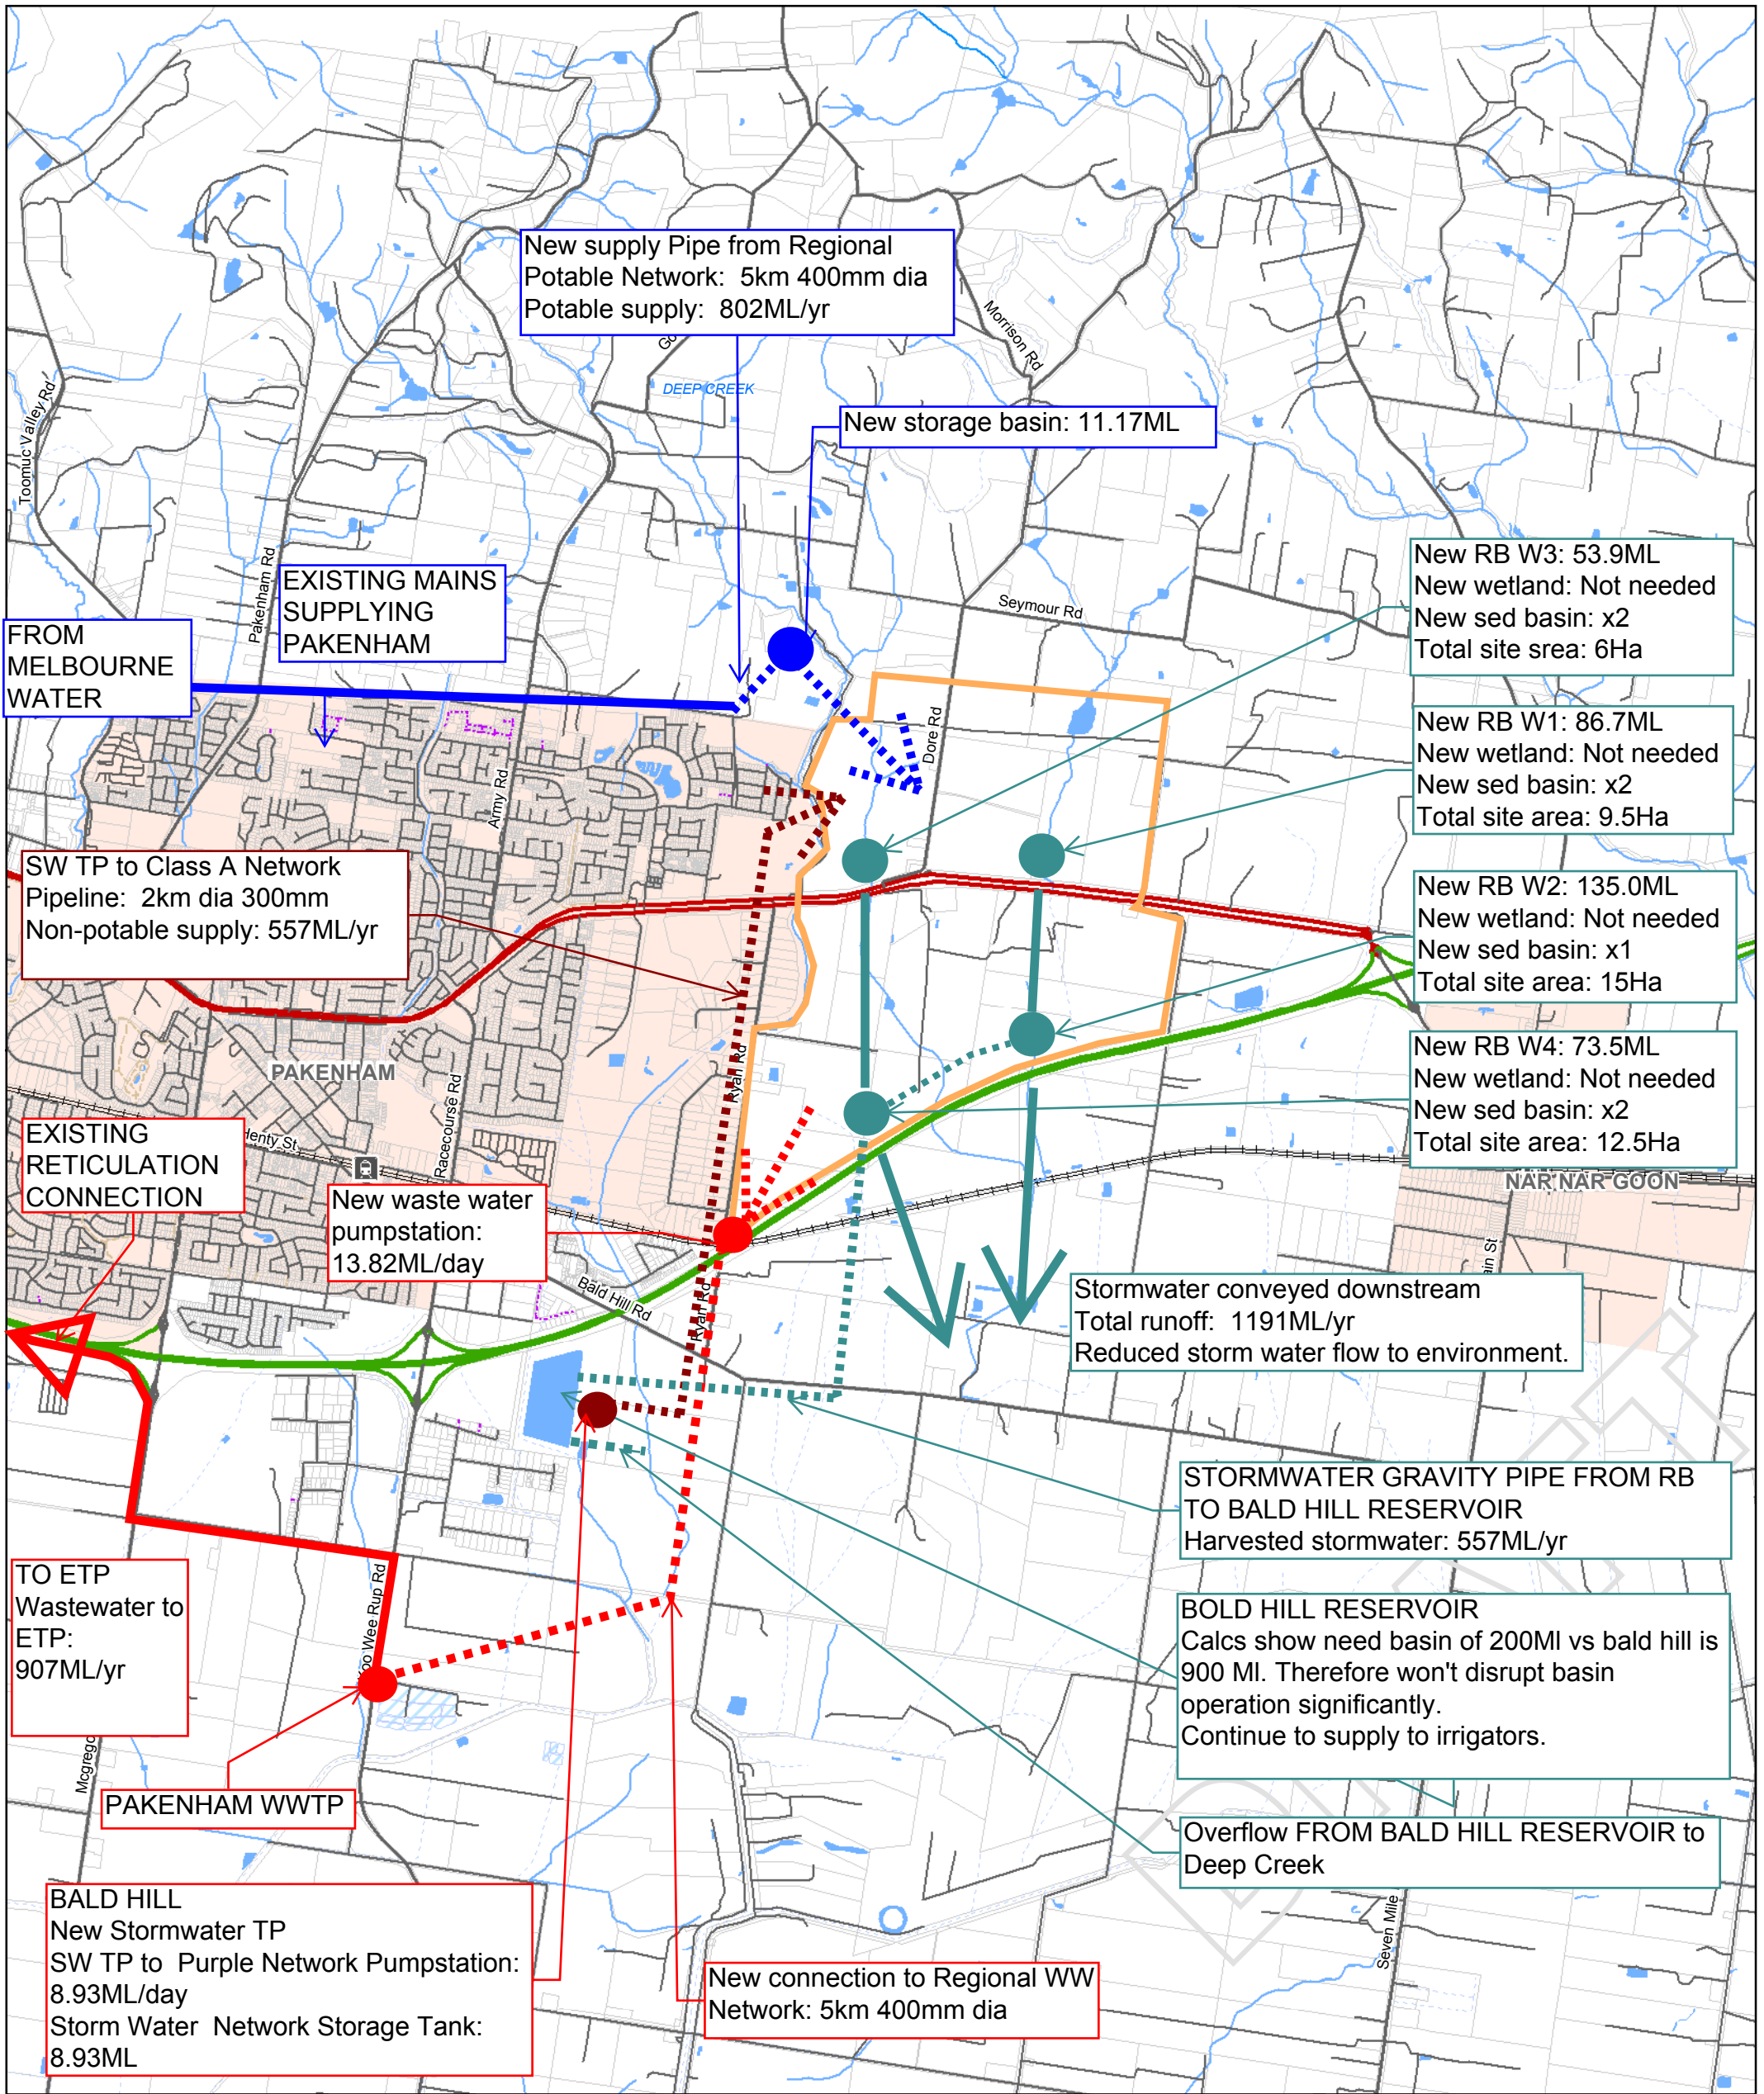 New supply Pipe from Regional
Potable Network:  5km 400mm dia
Potable supply:  802ML/yr
Morrison Rd
Go
DEEP CREEK
Toomuc Valley Rd
New storage basin: 11.17ML
Pakenham Rd
EXISTING MAINS
SUPPLYING
PAKENHAM
FROM
MELBOURNE
WATER
Seymour Rd
New RB W3: 53.9ML
New wetland: Not needed
New sed basin: x2
Total site srea: 6Ha
New RB W1: 86.7ML
New wetland: Not needed
New sed basin: x2
Total site area: 9.5Ha
Dore Rd
Army Rd
SW TP to Class A Network
Pipeline:  2km dia 300mm
Non-potable supply: 557ML/yr
New RB W2: 135.0ML
New wetland: Not needed
New sed basin: x1
Total site area: 15Ha
New RB W4: 73.5ML
New wetland: Not needed
New sed basin: x2
Total site area: 12.5Ha
PAKENHAM
Ryan Rd
Racecourse Rd
Henty St
EXISTING
RETICULATION
CONNECTION
NAR NAR GOON
New waste water
pumpstation:
13.82ML/day
ain St
Bald Hill Rd
Ryan Rd
Stormwater conveyed downstream
Total runoff:  1191ML/yr
Reduced storm water flow to environment.
STORMWATER GRAVITY PIPE FROM RB
TO BALD HILL RESERVOIR
Harvested stormwater: 557ML/yr
TO ETP
Wastewater to
ETP:
907ML/yr
Koo Wee Rup Rd
BOLD HILL RESERVOIR
Calcs show need basin of 200Ml vs bald hill is
900 Ml. Therefore won't disrupt basin
operation significantly.
Continue to supply to irrigators.
Mcgrego
PAKENHAM WWTP
Overflow FROM BALD HILL RESERVOIR to
Deep Creek
BALD HILL
New Stormwater TP
SW TP to  Purple Network Pumpstation:
8.93ML/day
Storm Water  Network Storage Tank:
8.93ML
New connection to Regional WW
Network: 5km 400mm dia
Seven Mile
DRAFT